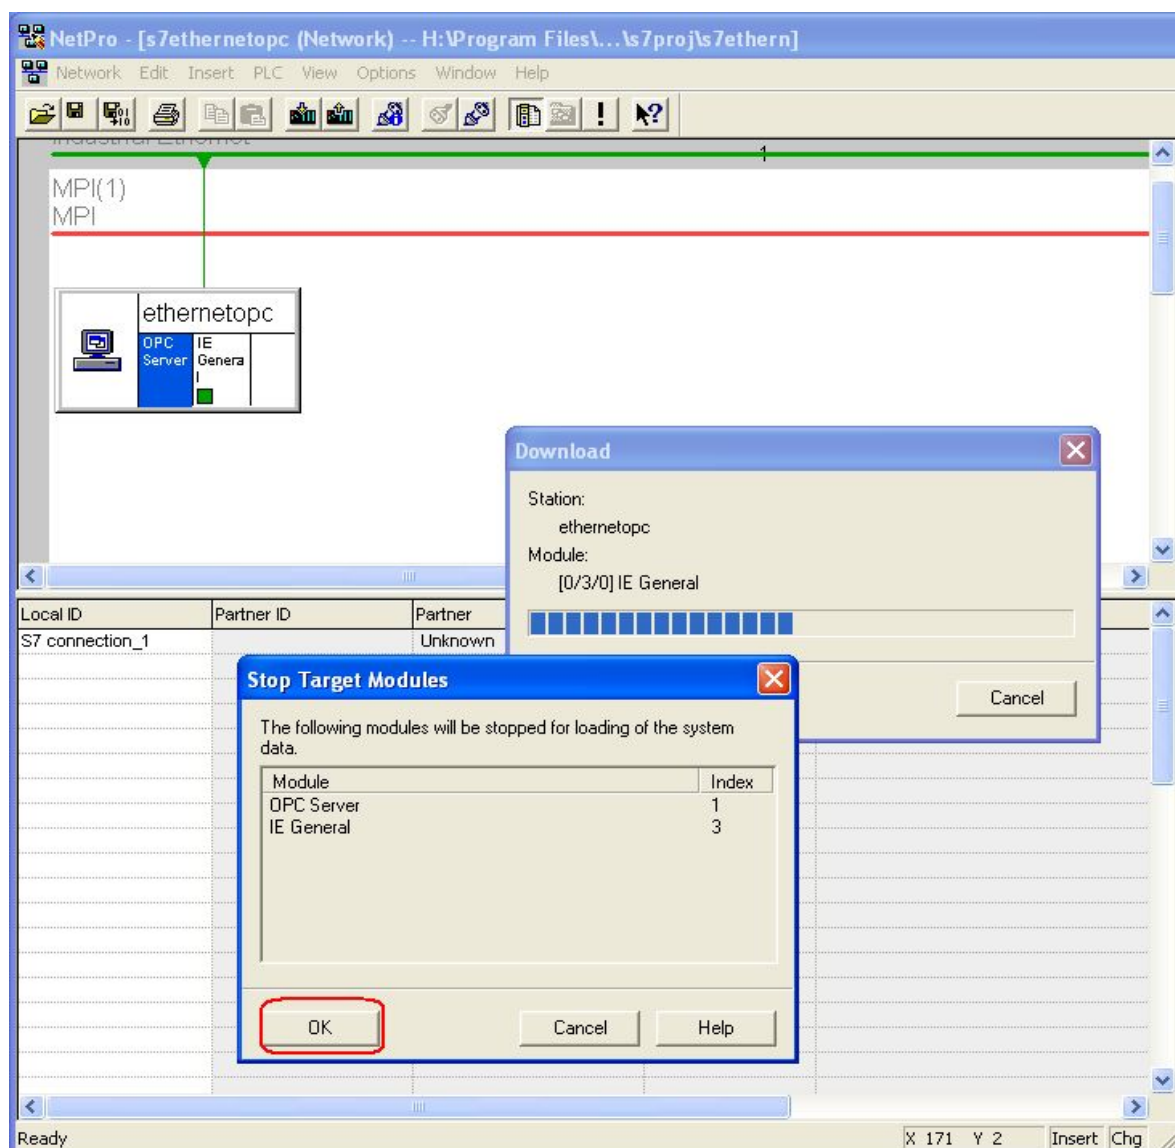 NetPro - [s7ethernetopc (Network) -- H:\Program Files\...\s7proj\s7ethern]
Network Edit Insert PLC View Options Window Help
Industrial Ethernet
1
MPI(1)
MPI
ethernetopc
OPC Server
IE General
Download
Station:
ethernetopc
Module:
[0/3/0] IE General
Cancel
Local ID Partner ID Partner
S7 connection_1 Unknown
Stop Target Modules
The following modules will be stopped for loading of the system
data.
Module Index
OPC Server 1
IE General 3
OK Cancel Help
Ready X 171 Y 2 Insert Chg